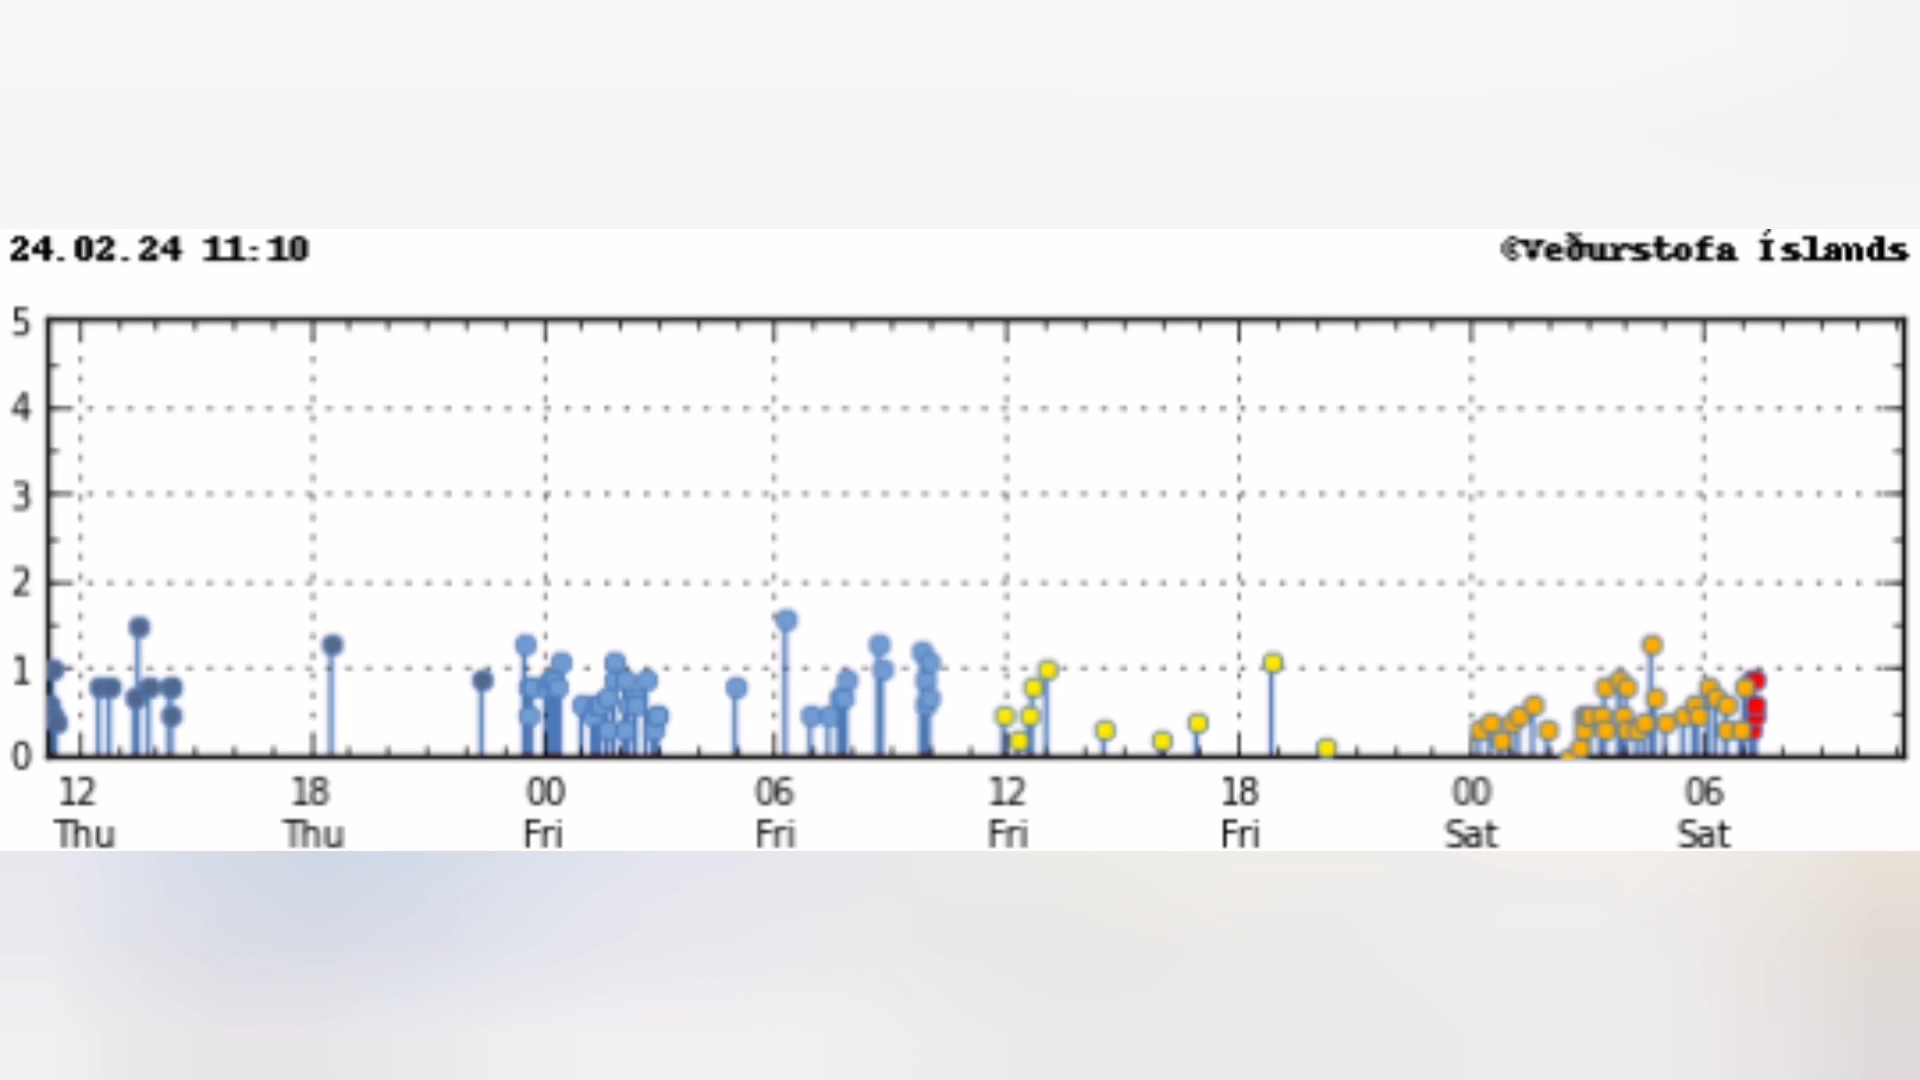 24.02.24 11:10
©Veðurstofa Íslands
5
4
3
2
1
0
12 18 00 06 12 18 00 06
Thu Thu Fri Fri Fri Fri Sat Sat